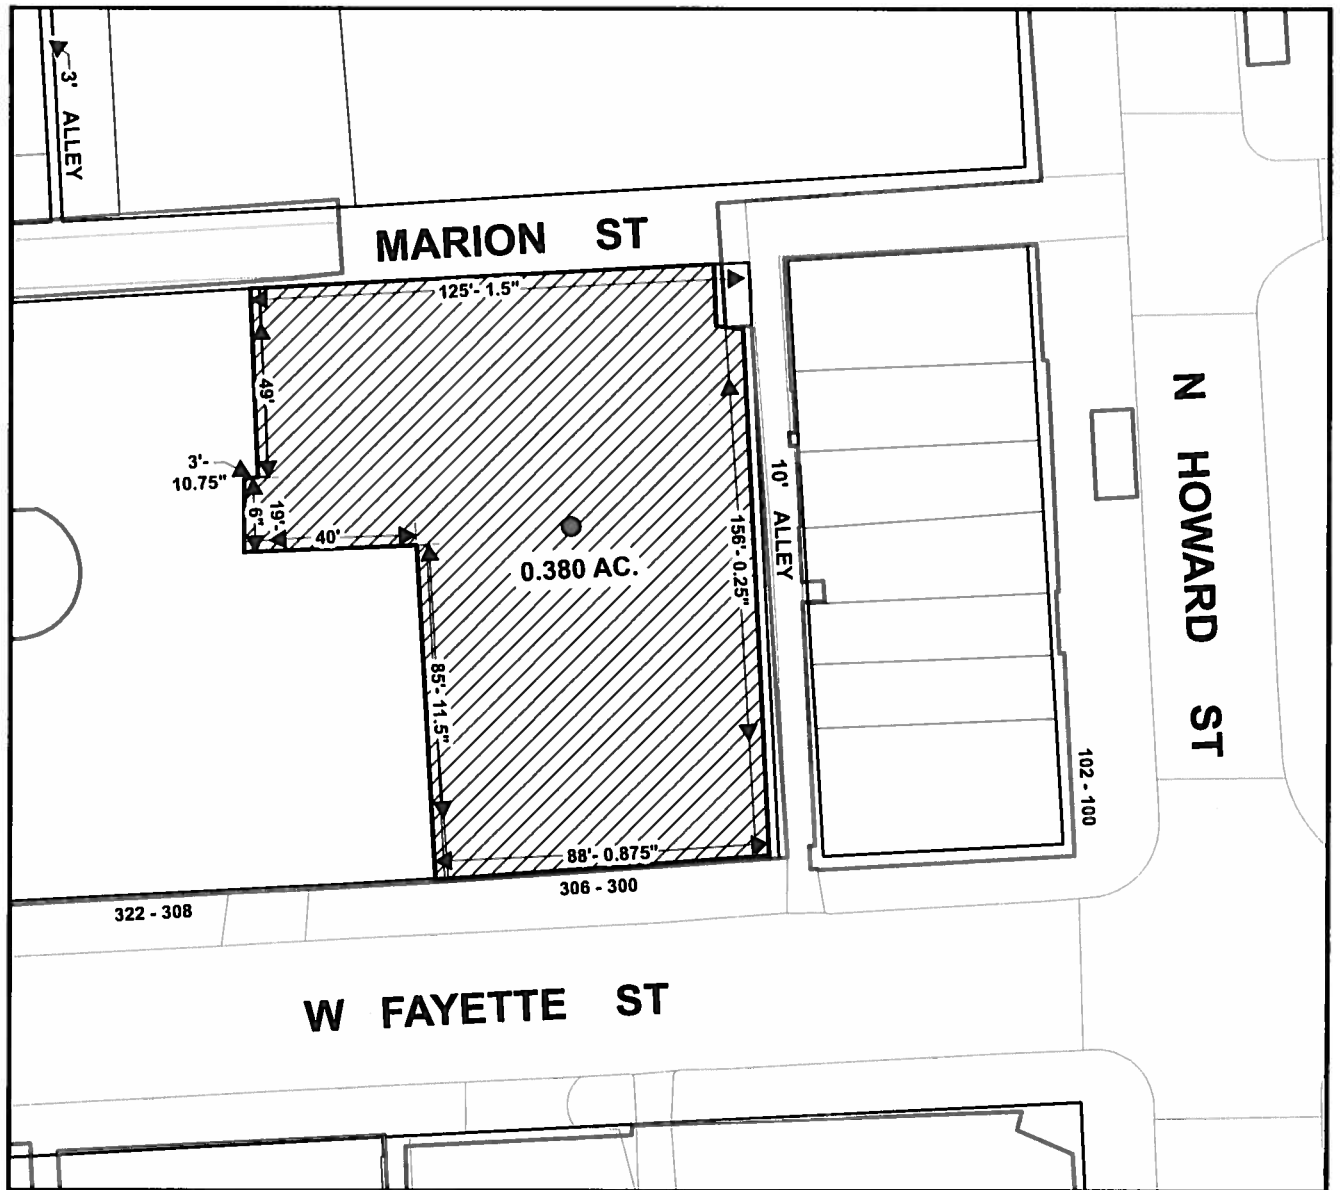 3' ALLEY
MARION ST
125'- 1.5"
49'
3'-
10.75"
19'-
6"
40'
0.380 AC.
156'- 0.25"
10' ALLEY
N HOWARD ST
85'- 11.5"
102 - 100
88'- 0.875"
306 - 300
322 - 308
W FAYETTE ST